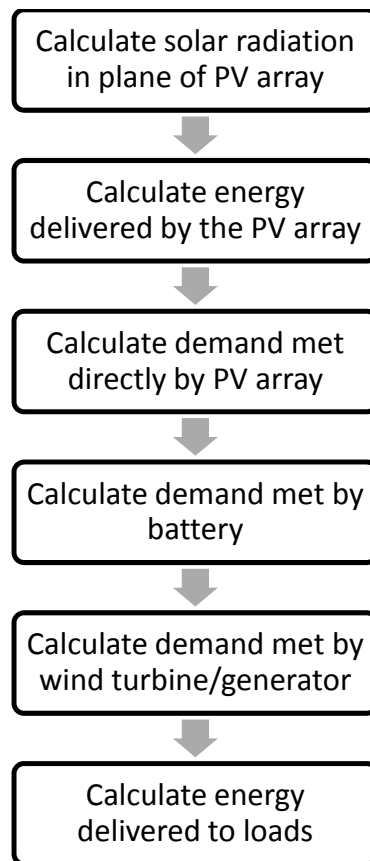 Calculate solar radiation
in plane of PV array
Calculate energy
delivered by the PV array
Calculate demand met
directly by PV array
Calculate demand met by
battery
Calculate demand met by
wind turbine/generator
Calculate energy
delivered to loads